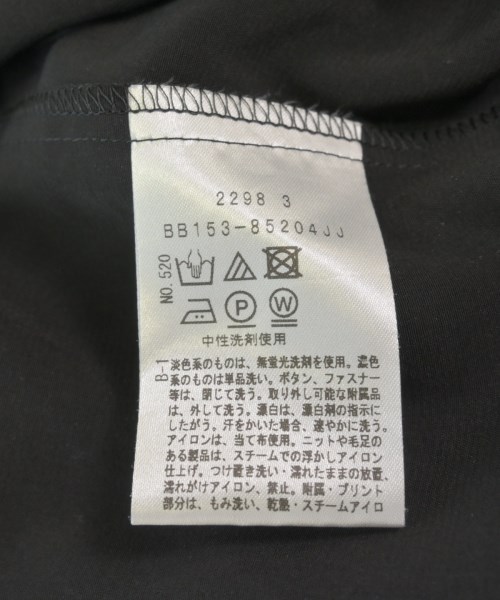 2298 3
BB153-85204JJ
NO.520
P
W
中性洗剤使用
B-1
淡色系のものは、無蛍光洗剤を使用。濃色
系のものは単品洗い。ボタン、ファスナー
等は、閉じて洗う。取り外し可能な附属品
は、外して洗う。漂白は、漂白剤の指示に
したがう。汗をかいた場合、速やかに洗う。
アイロンは、当て布使用。ニットや毛足の
ある製品は、スチームでの浮かしアイロン
仕上げ。つけ置き洗い・濡れたままの放置、
濡れがけアイロン、禁止。附属・プリント
部分は、もみ洗い、乾燥・スチームアイロ